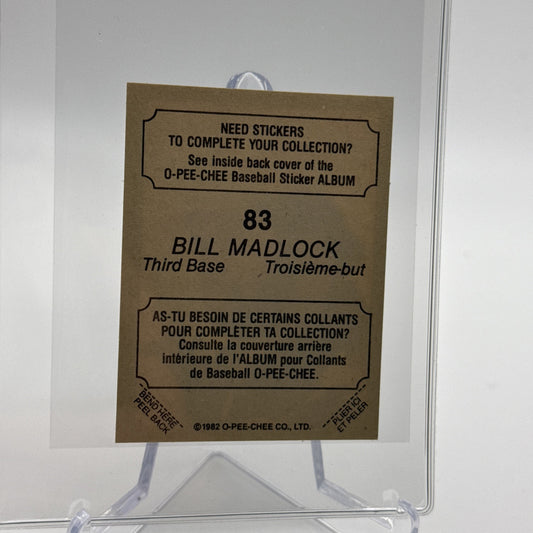 NEED STICKERS
TO COMPLETE YOUR COLLECTION?
See inside back cover of the
O-PEE-CHEE Baseball Sticker ALBUM
83
BILL MADLOCK
Third Base Troisième-but
AS-TU BESOIN DE CERTAINS COLLANTS
POUR COMPLÉTER TA COLLECTION?
Consulte la couverture arrière
intérieure de l'ALBUM pour Collants
de Baseball O-PEE-CHEE.
BEND HERE
PEEL BACK
PLIER ICI
ET PELER
©1982 O-PEE-CHEE CO., LTD.